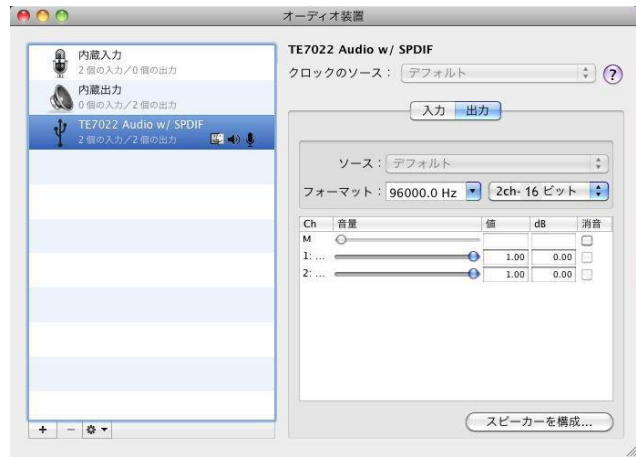 オーディオ装置
内蔵入力
2 個の入力／0 個の出力
内蔵出力
0 個の入力／2 個の出力
TE7022 Audio w/ SPDIF
2 個の入力／2 個の出力
TE7022 Audio w/ SPDIF
クロックのソース： デフォルト ?
入力 出力
ソース： デフォルト
フォーマット： 96000.0 Hz 2ch- 16 ビット
Ch 音量 値 dB 消音
M
1: ... 1.00 0.00
2: ... 1.00 0.00
スピーカーを構成...